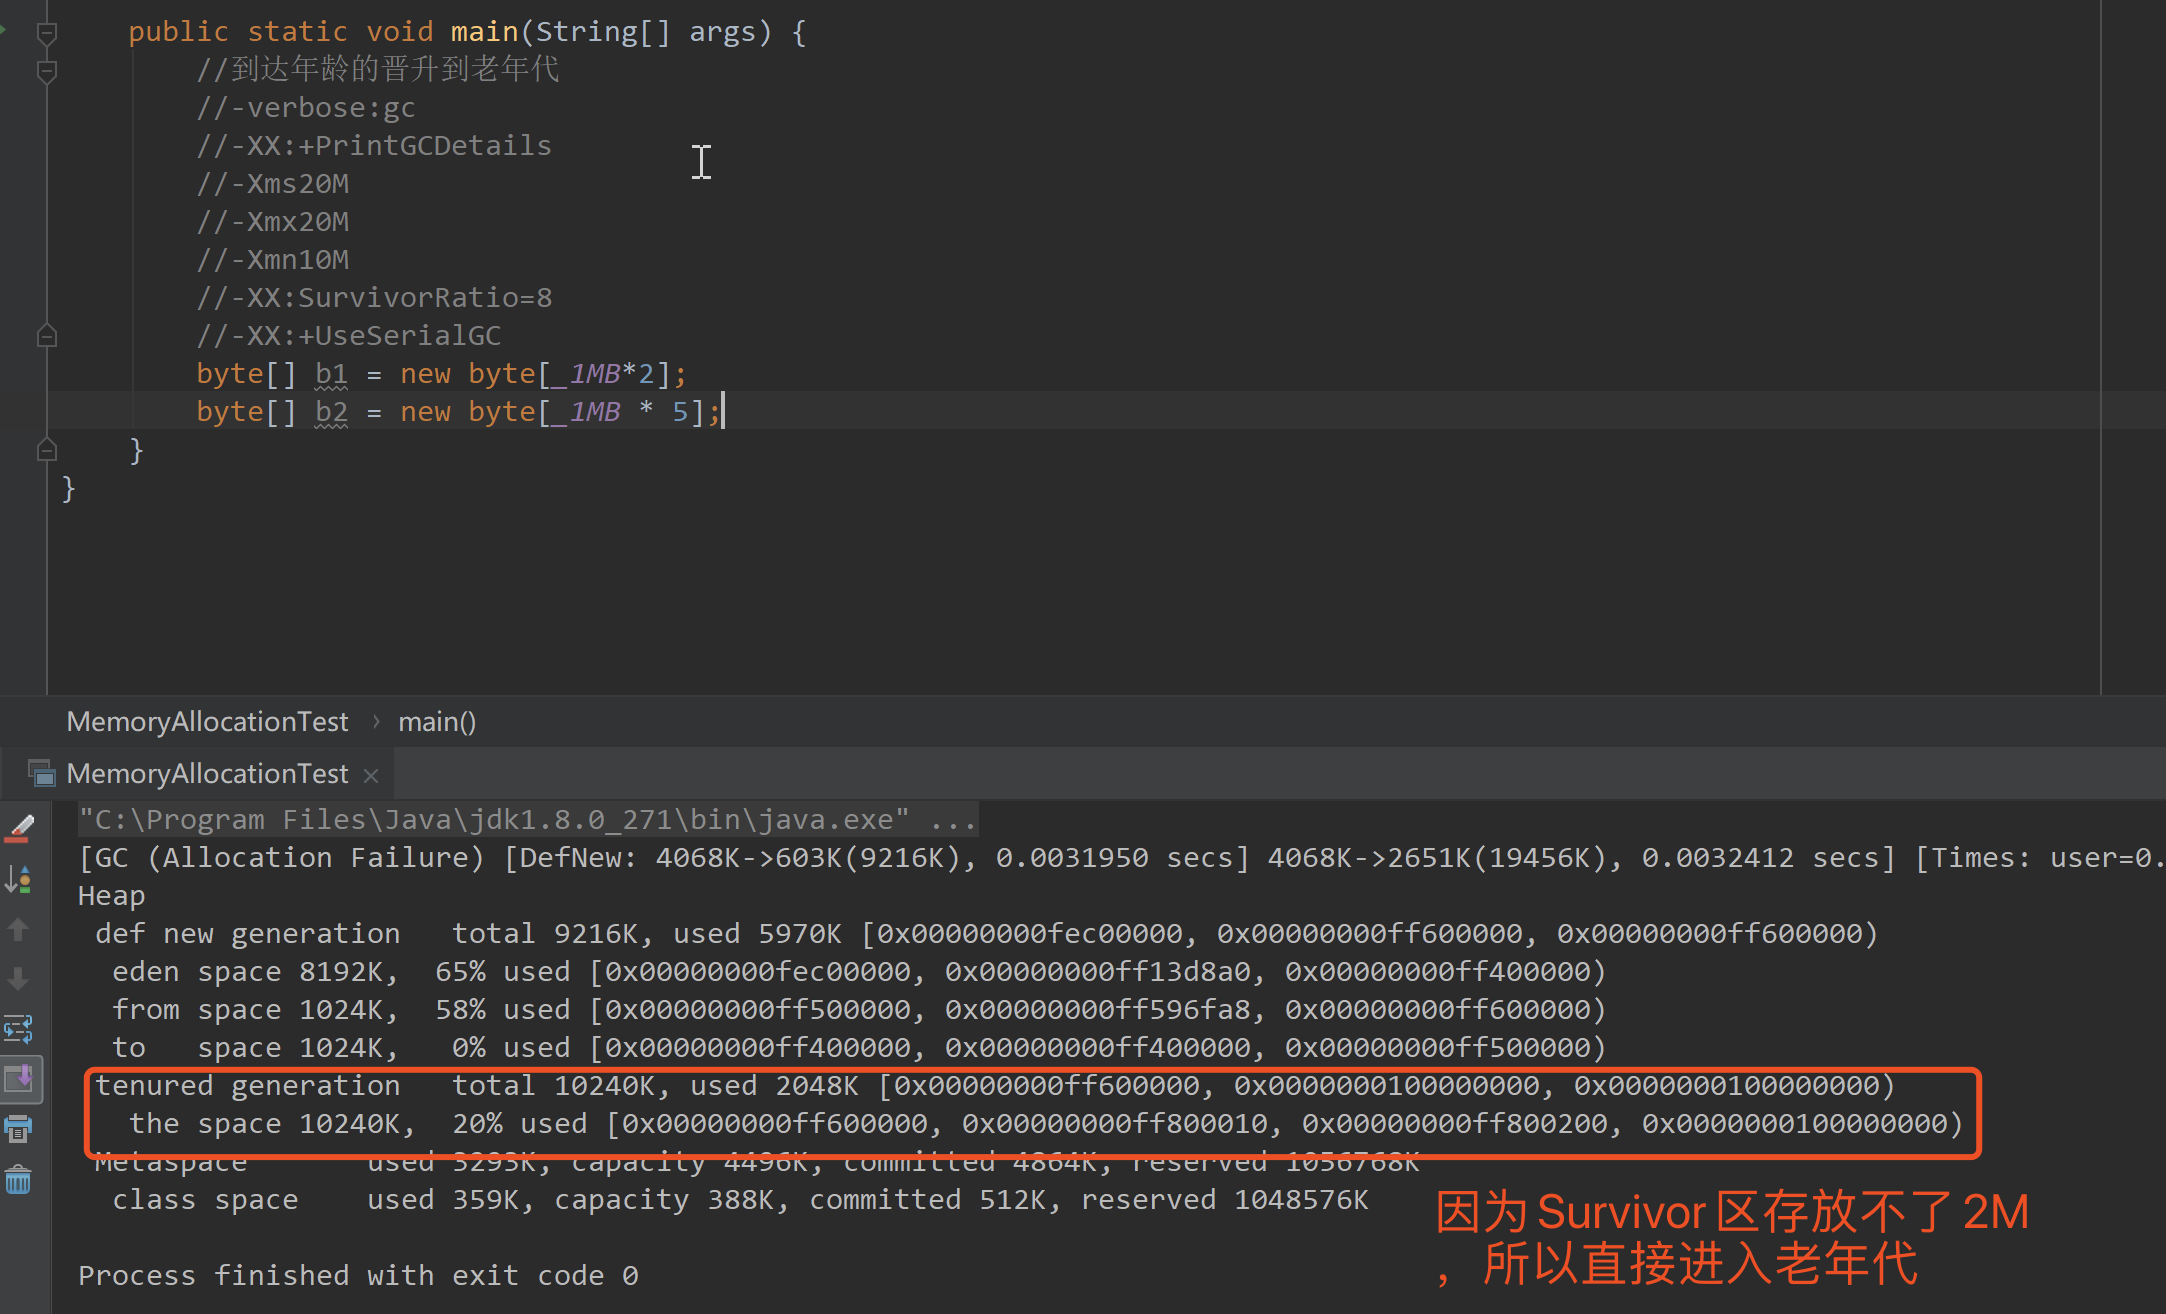 public static void main(String[] args) {
//到达年龄的晋升到老年代
//-verbose:gc
//-XX:+PrintGCDetails
//-Xms20M
//-Xmx20M
//-Xmn10M
//-XX:SurvivorRatio=8
//-XX:+UseSerialGC
byte[] b1 = new byte[_1MB*2];
byte[] b2 = new byte[_1MB * 5];
}
}
MemoryAllocationTest › main()
MemoryAllocationTest ×
"C:\Program Files\Java\jdk1.8.0_271\bin\java.exe" ...
[GC (Allocation Failure) [DefNew: 4068K->603K(9216K), 0.0031950 secs] 4068K->2651K(19456K), 0.0032412 secs] [Times: user=0.
Heap
def new generation   total 9216K, used 5970K [0x00000000fec00000, 0x00000000ff600000, 0x00000000ff600000)
eden space 8192K,  65% used [0x00000000fec00000, 0x00000000ff13d8a0, 0x00000000ff400000)
from space 1024K,  58% used [0x00000000ff500000, 0x00000000ff596fa8, 0x00000000ff600000)
to   space 1024K,   0% used [0x00000000ff400000, 0x00000000ff400000, 0x00000000ff500000)
tenured generation   total 10240K, used 2048K [0x00000000ff600000, 0x0000000100000000, 0x0000000100000000)
the space 10240K,  20% used [0x00000000ff600000, 0x00000000ff800010, 0x00000000ff800200, 0x0000000100000000)
Metaspace       used 3293K, capacity 4496K, committed 4864K, reserved 1056768K
class space    used 359K, capacity 388K, committed 512K, reserved 1048576K
因为Survivor区存放不了2M
，所以直接进入老年代
Process finished with exit code 0